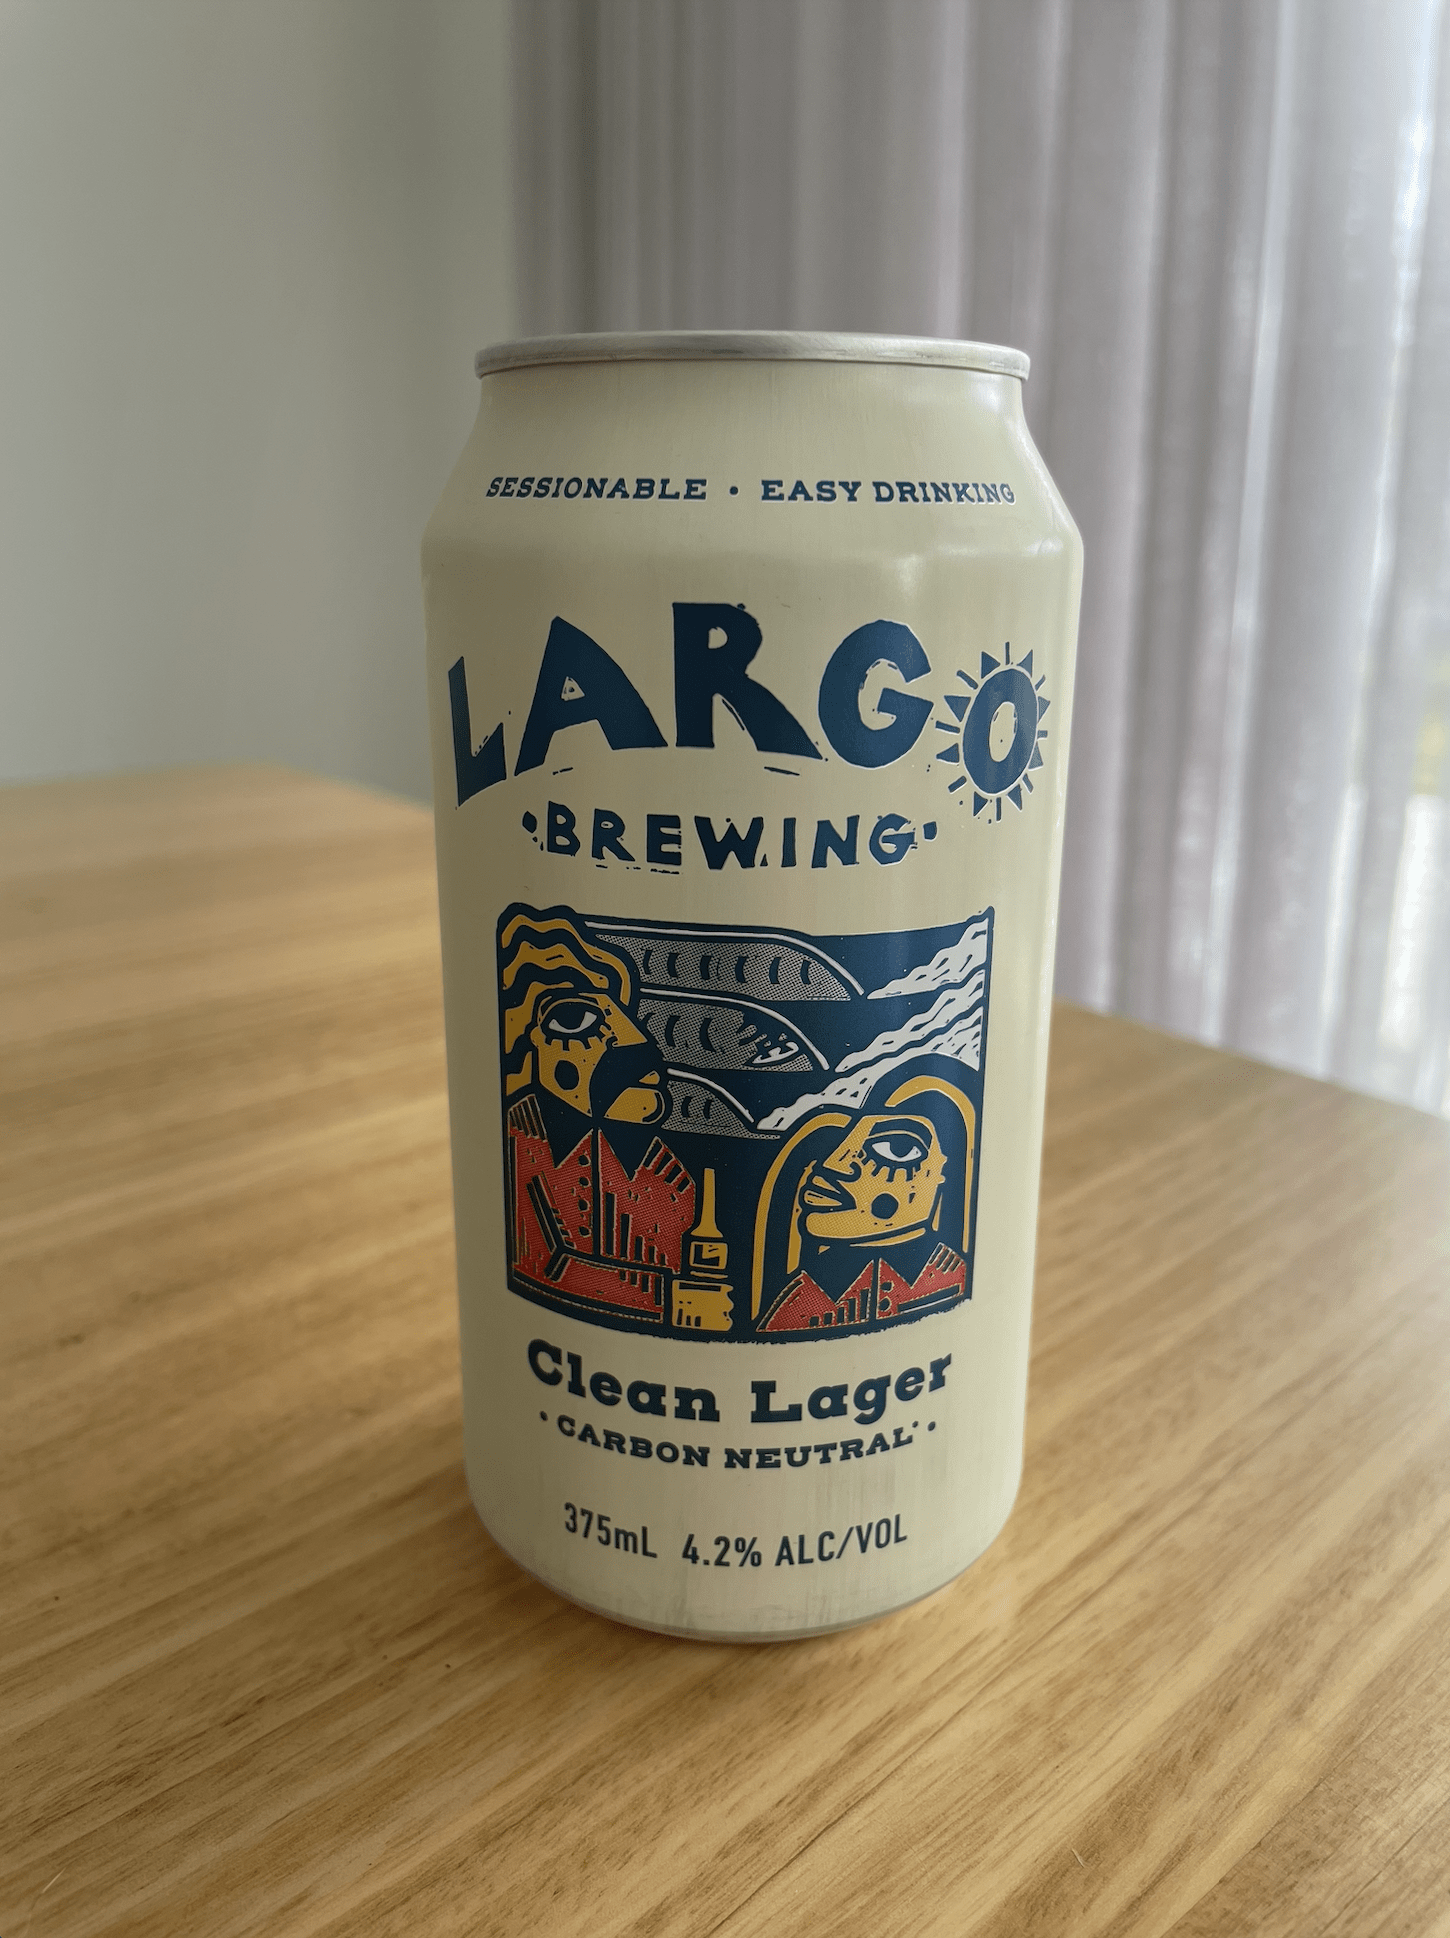 SESSIONABLE • EASY DRINKING
LARGO
•BREWING•
Clean Lager
• CARBON NEUTRAL •
375mL 4.2% ALC/VOL